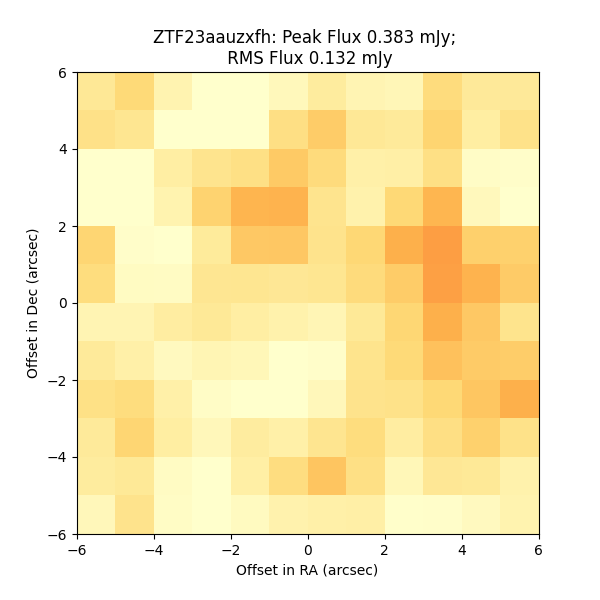 ZTF23aauzxfh: Peak Flux 0.383 mJy;
RMS Flux 0.132 mJy
6
4
2
0
−2
−4
−6
Offset in Dec (arcsec)
−6 −4 −2 0 2 4 6
Offset in RA (arcsec)